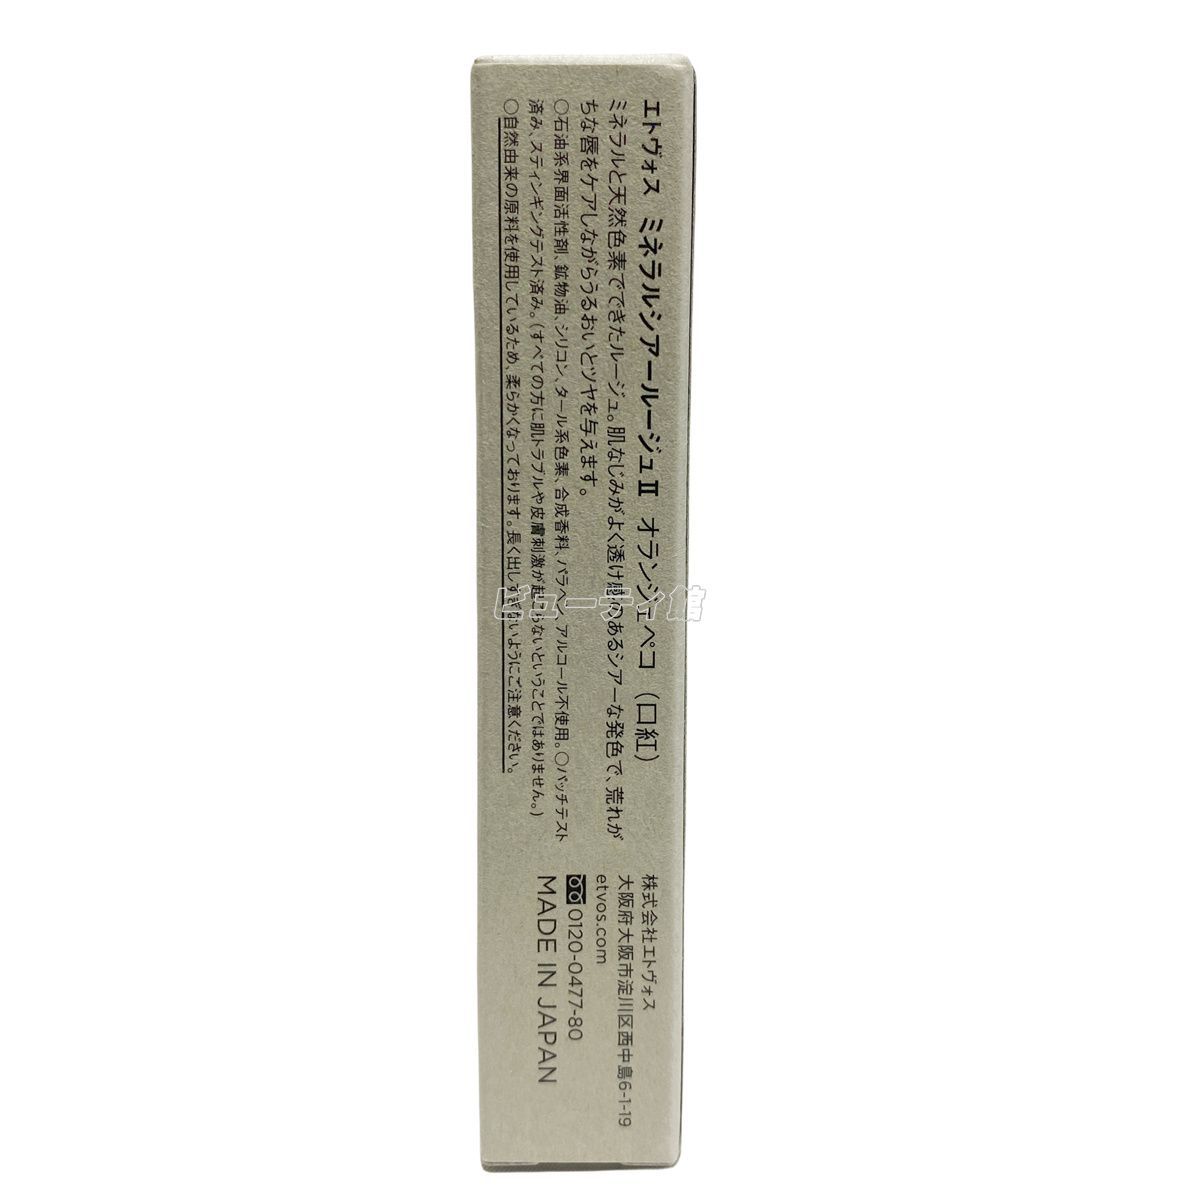 エトヴォス ミネラルシアールージュⅡ オランジェペコ（口紅）
ミネラルと天然色素でできたルージュ。肌なじみがよく透け感のあるシアーな発色で、荒れが
ちな唇をケアしながらうるおいとツヤを与えます。
○石油系界面活性剤、鉱物油、シリコン、タール系色素、合成香料、パラベン、アルコール不使用。○パッチテスト
済み、スティンギングテスト済み。（すべての方に肌トラブルや皮膚刺激が起こらないということではありません。）
○自然由来の原料を使用しているため、柔らかくなっております。長く出しすぎないようにご注意ください。
株式会社エトヴォス
大阪府大阪市淀川区西中島6-1-19
etvos.com
0120-0477-80
MADE IN JAPAN
ビューティ館